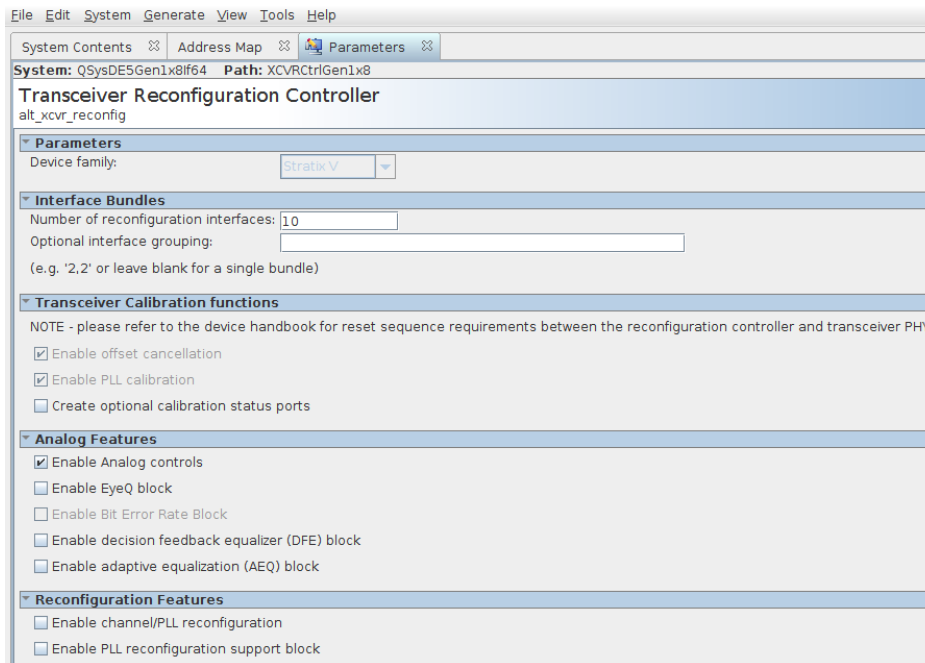 File Edit System Generate View Tools Help
System Contents Address Map Parameters
System: QSysDE5Gen1x8If64 Path: XCVRCtrlGen1x8
Transceiver Reconfiguration Controller
alt_xcvr_reconfig
Parameters
Device family: Stratix V
Interface Bundles
Number of reconfiguration interfaces: 10
Optional interface grouping:
(e.g. '2,2' or leave blank for a single bundle)
Transceiver Calibration functions
NOTE - please refer to the device handbook for reset sequence requirements between the reconfiguration controller and transceiver PHY
Enable offset cancellation
Enable PLL calibration
Create optional calibration status ports
Analog Features
Enable Analog controls
Enable EyeQ block
Enable Bit Error Rate Block
Enable decision feedback equalizer (DFE) block
Enable adaptive equalization (AEQ) block
Reconfiguration Features
Enable channel/PLL reconfiguration
Enable PLL reconfiguration support block